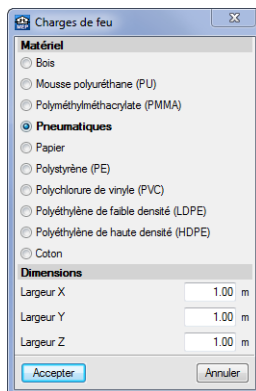 Charges de feu
Matériel
Bois
Mousse polyuréthane (PU)
Polyméthylméthacrylate (PMMA)
Pneumatiques
Papier
Polystyrène (PE)
Polychlorure de vinyle (PVC)
Polyéthylène de faible densité (LDPE)
Polyéthylène de haute densité (HDPE)
Coton
Dimensions
Largeur X 1.00 m
Largeur Y 1.00 m
Largeur Z 1.00 m
Accepter Annuler